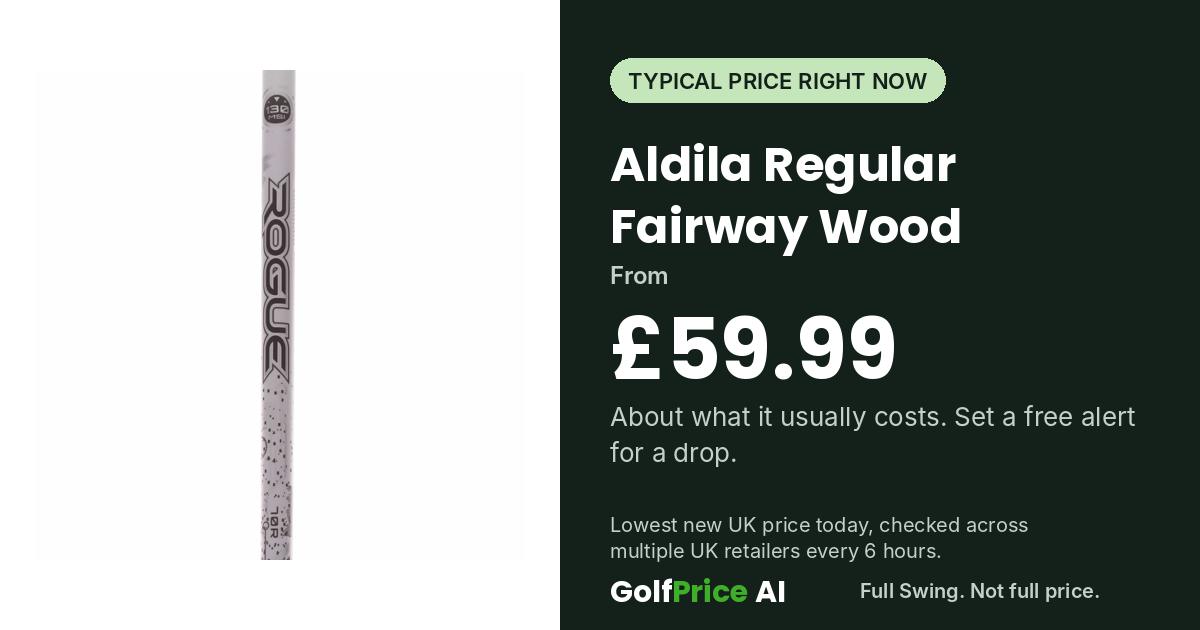 130
MSI
ROGUE
70R
TYPICAL PRICE RIGHT NOW
Aldila Regular
Fairway Wood
From
£59.99
About what it usually costs. Set a free alert
for a drop.
Lowest new UK price today, checked across
multiple UK retailers every 6 hours.
GolfPrice AI
Full Swing. Not full price.